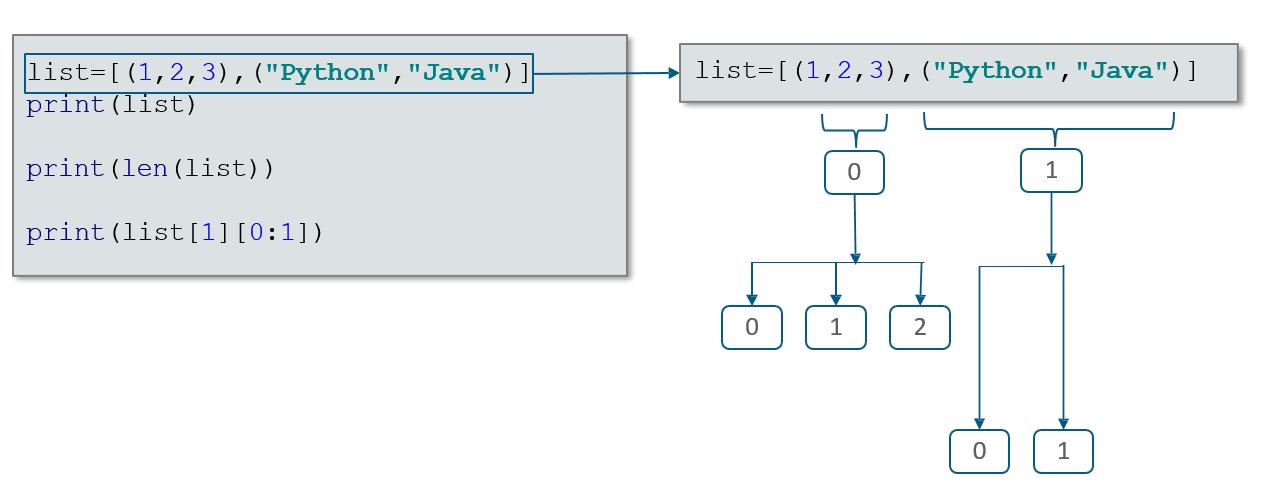 list=[(1,2,3),("Python","Java")]
print(list)
print(len(list))
print(list[1][0:1])
list=[(1,2,3),("Python","Java")]
0 1
0 1 2
0 1